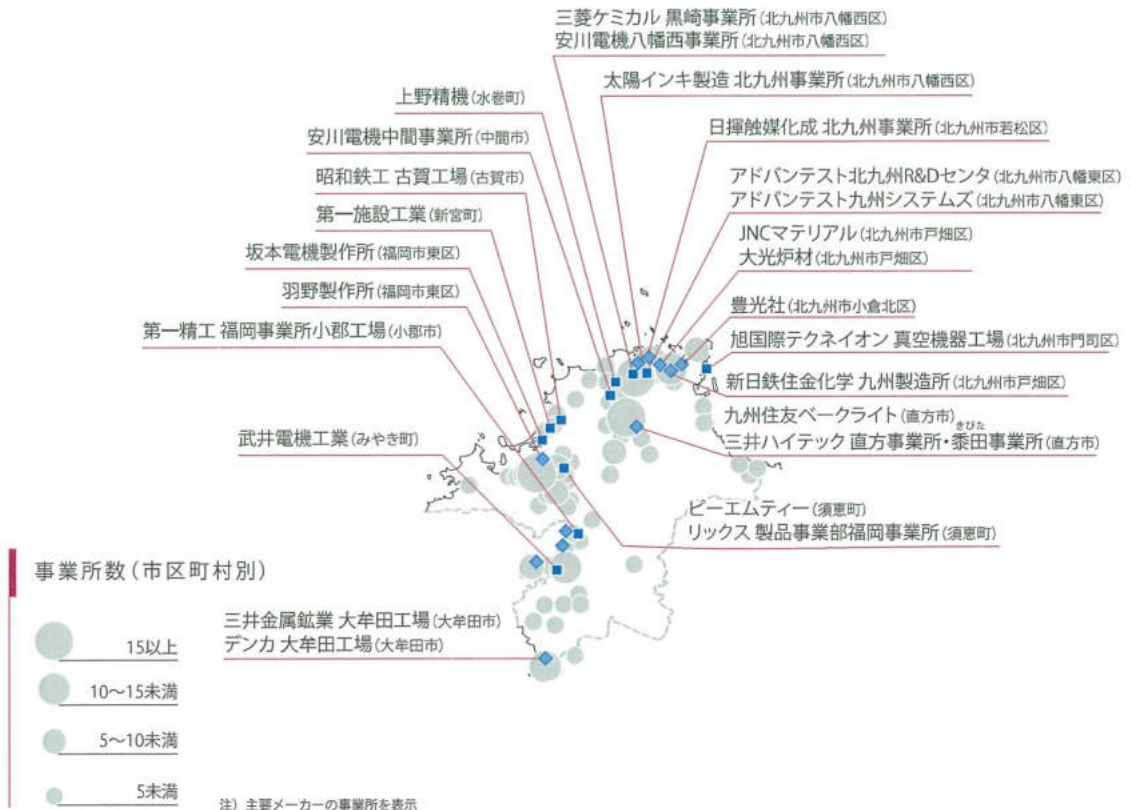 三菱ケミカル 黒崎事業所(北九州市八幡西区)
安川電機八幡西事業所(北九州市八幡西区)
太陽インキ製造 北九州事業所(北九州市八幡西区)
上野精機(水巻町)
日揮触媒化成 北九州事業所(北九州市若松区)
安川電機中間事業所(中間市)
アドバンテスト北九州R&Dセンタ(北九州市八幡東区)
アドバンテスト九州システムズ(北九州市八幡東区)
昭和鉄工 古賀工場(古賀市)
第一施設工業(新宮町)
JNCマテリアル(北九州市戸畑区)
大光炉材(北九州市戸畑区)
坂本電機製作所(福岡市東区)
羽野製作所(福岡市東区)
豊光社(北九州市小倉北区)
第一精工 福岡事業所小郡工場(小郡市)
旭国際テクネイオン 真空機器工場(北九州市門司区)
新日鉄住金化学 九州製造所(北九州市戸畑区)
九州住友ベークライト(直方市)
きびた
三井ハイテック 直方事業所・黍田事業所(直方市)
武井電機工業(みやき町)
ピーエムティー(須恵町)
リックス 製品事業部福岡事業所(須恵町)
事業所数(市区町村別)
15以上
10〜15未満
5〜10未満
5未満
三井金属鉱業 大牟田工場(大牟田市)
デンカ 大牟田工場(大牟田市)
注）主要メーカーの事業所を表示